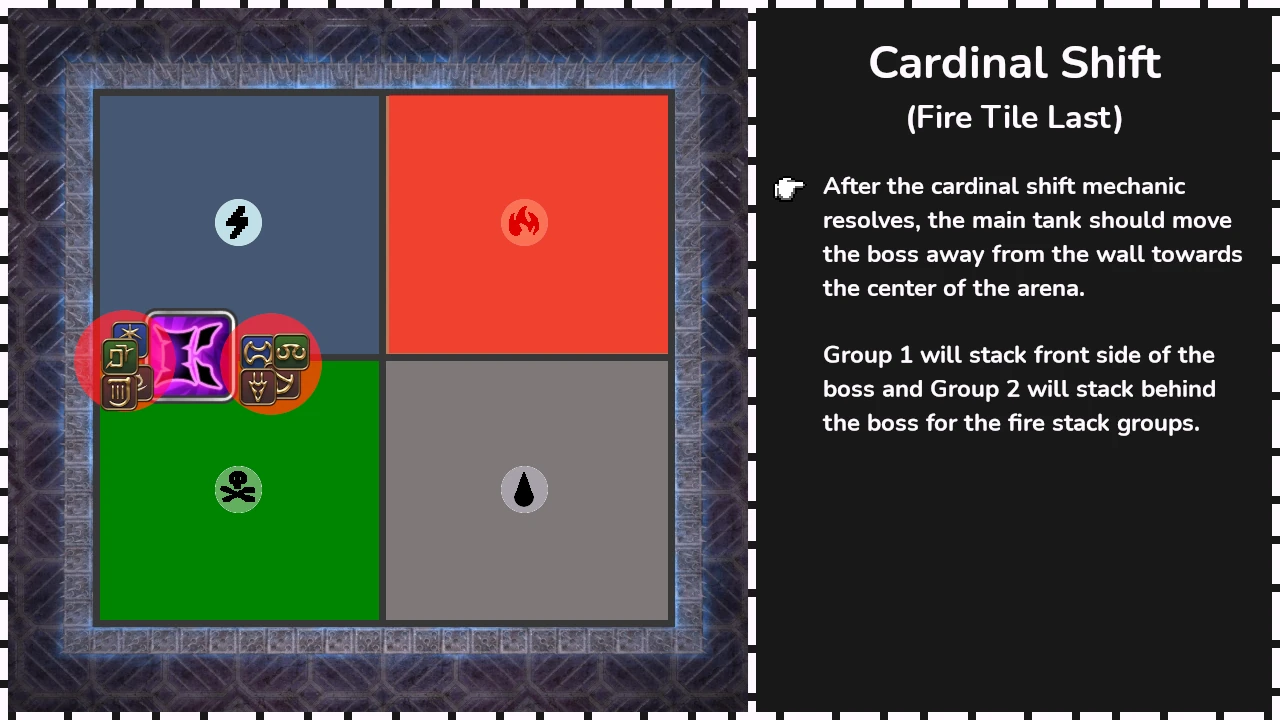 Cardinal Shift
(Fire Tile Last)
After the cardinal shift mechanic
resolves, the main tank should move
the boss away from the wall towards
the center of the arena.
Group 1 will stack front side of the
boss and Group 2 will stack behind
the boss for the fire stack groups.